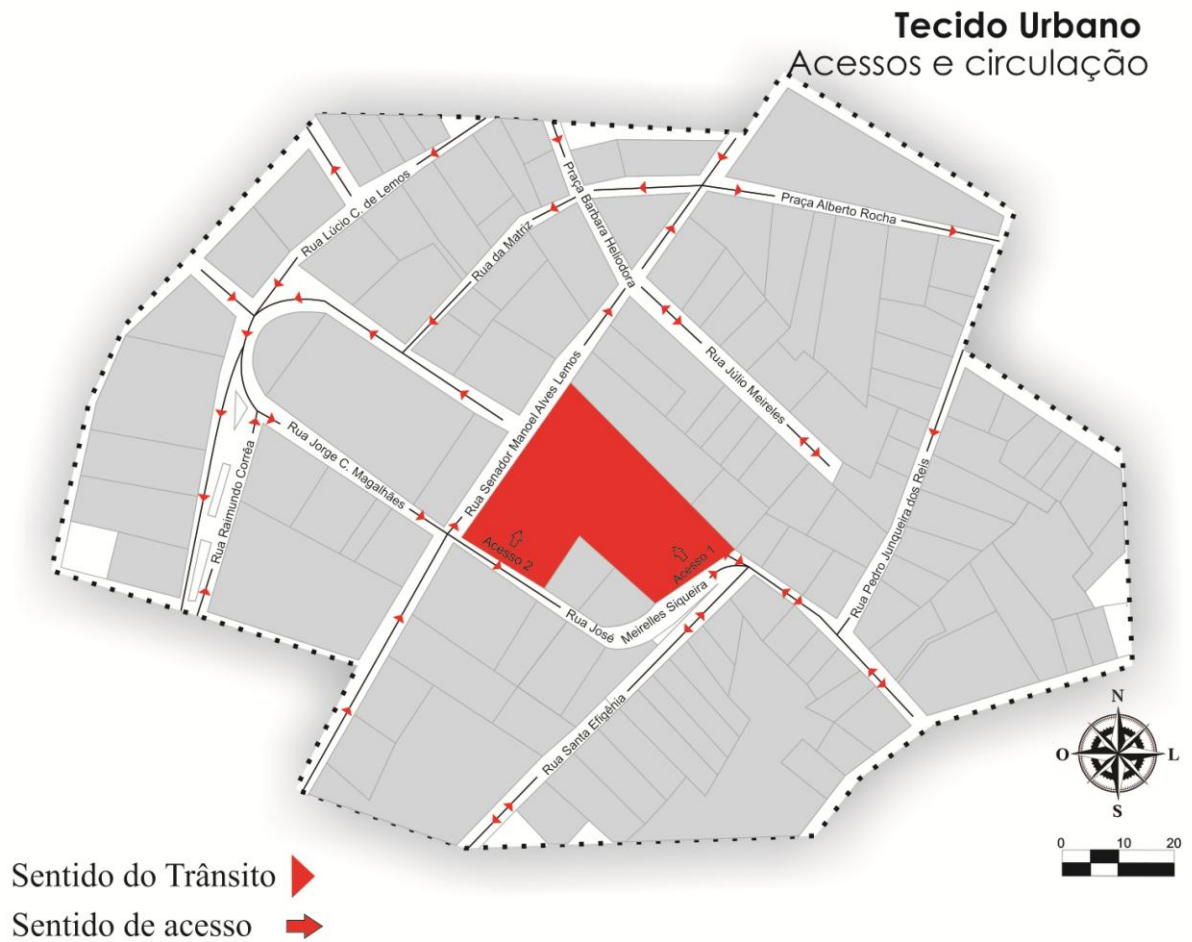 Tecido Urbano
Acessos e circulação
Rua Lúcio C. de Lemos
Praça Barbara Heliodora
Praça Alberto Rocha
Rua da Matriz
Rua Senador Manoel Alves Lemos
Rua Júlio Meireles
Rua Jorge C. Magalhães
Rua Raimundo Corrêa
Rua Pedro Junqueira dos Reis
Acesso 2
Acesso 1
Rua José Meirelles Siqueira
Rua Santa Efigênia
N
O L
S
0 10 20
Sentido do Trânsito
Sentido de acesso